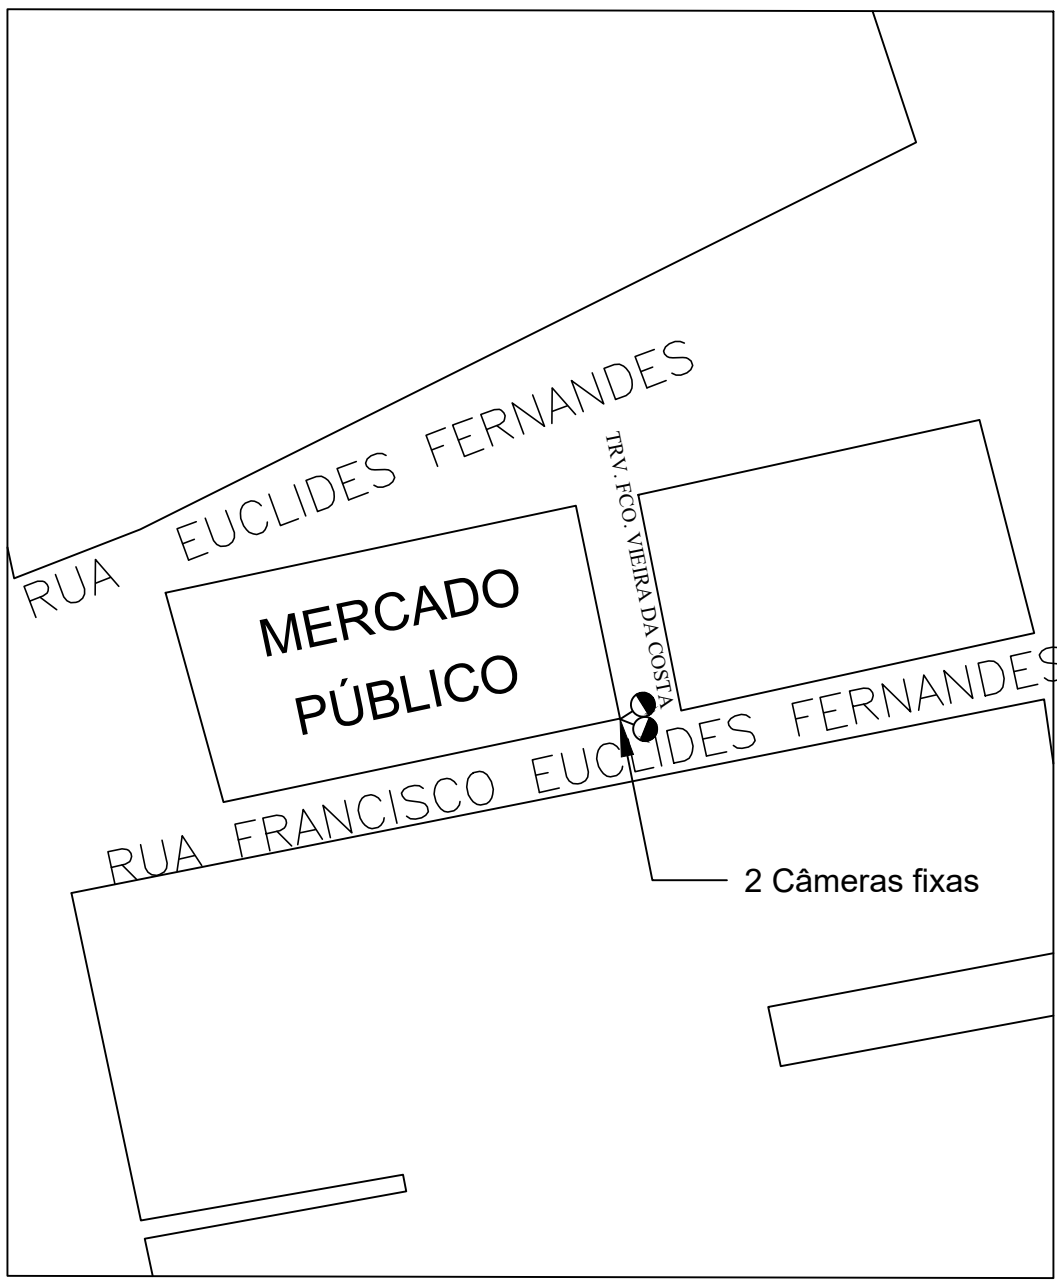 RUA EUCLIDES FERNANDES
TRV. FCO. VIEIRA DA COSTA
MERCADO
PÚBLICO
RUA FRANCISCO EUCLIDES FERNANDES
2 Câmeras fixas